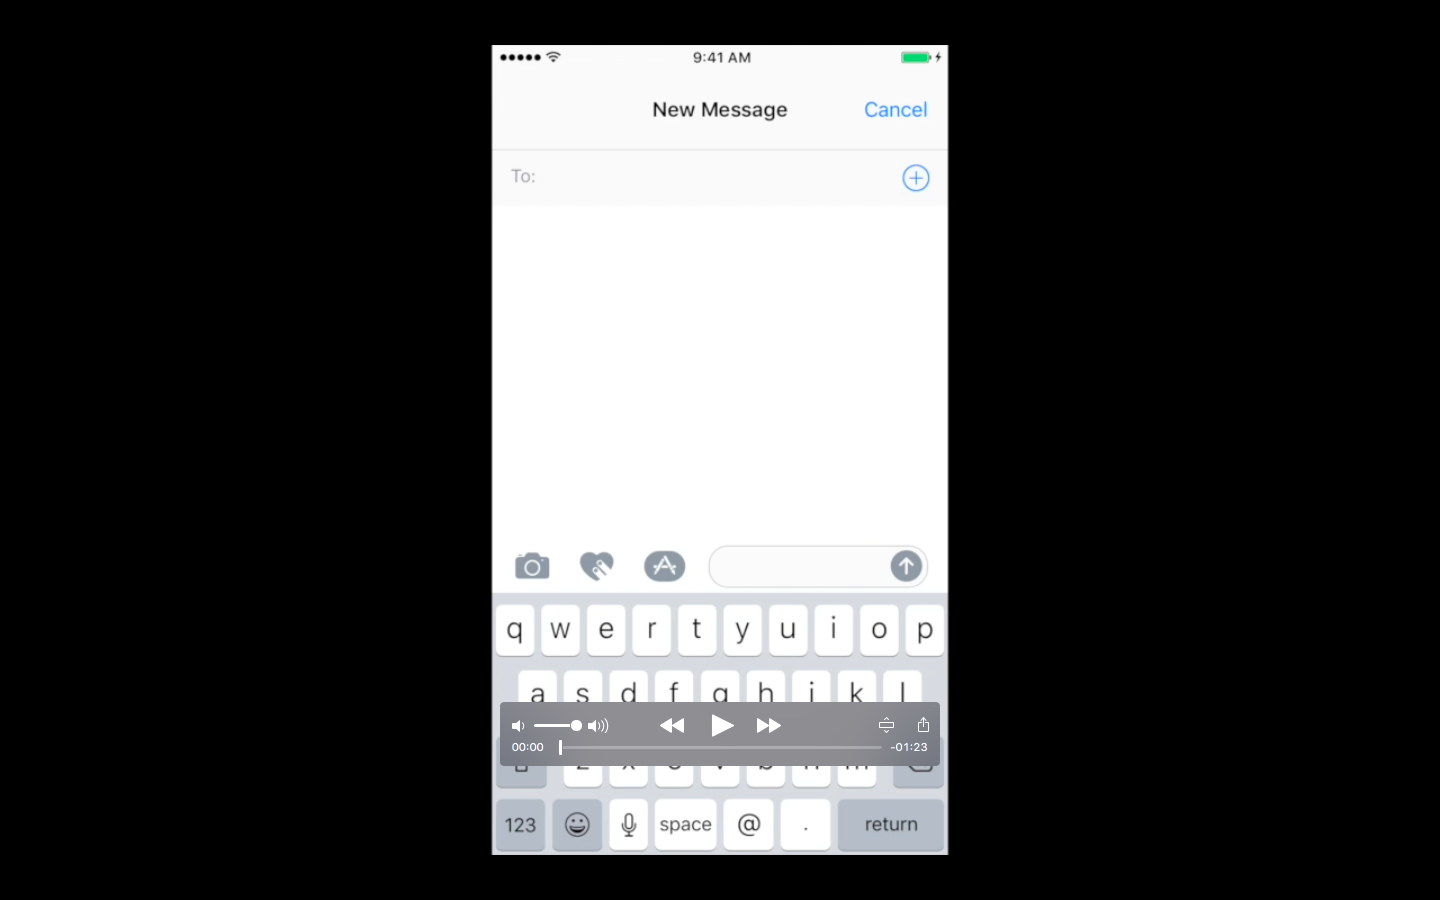 9:41 AM
New Message
Cancel
To:
q w e r t y u i o p
a s d f g h j k l
00:00
-01:23
z x c v b n m
123
space
@
.
return